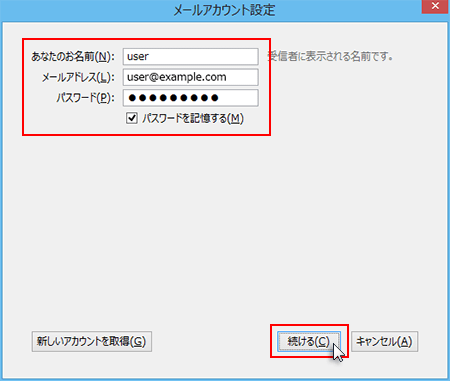 メールアカウント設定
あなたのお名前(N): user 受信者に表示される名前です。
メールアドレス(L): user@example.com
パスワード(P): ●●●●●●●●●
パスワードを記憶する(M)
新しいアカウントを取得(G) 続ける(C) キャンセル(A)